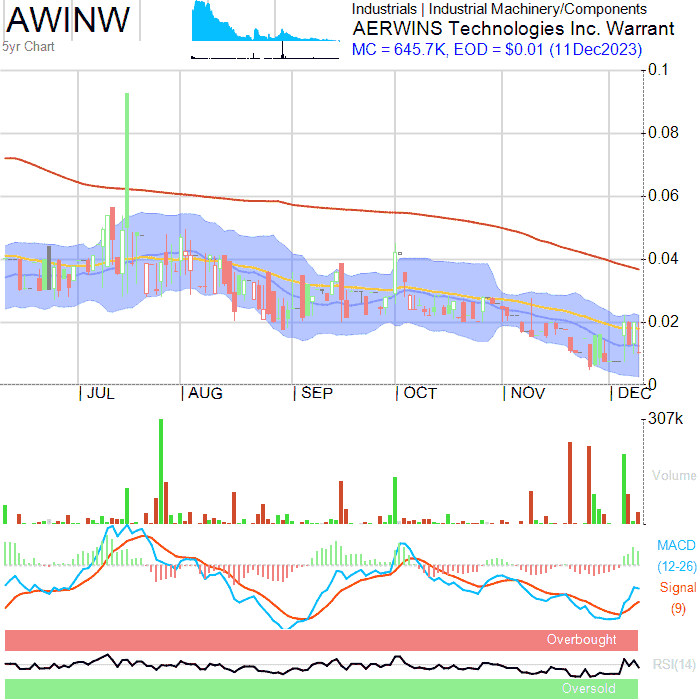 AWINW
5yr Chart
Industrials | Industrial Machinery/Components
AERWINS Technologies Inc. Warrant
MC = 645.7K, EOD = $0.01 (11Dec2023)
0.1
0.08
0.06
0.04
0.02
0
JUL
AUG
SEP
OCT
NOV
DEC
307k
Volume
MACD
(12-26)
Signal
(9)
Overbought
RSI(14)
Oversold